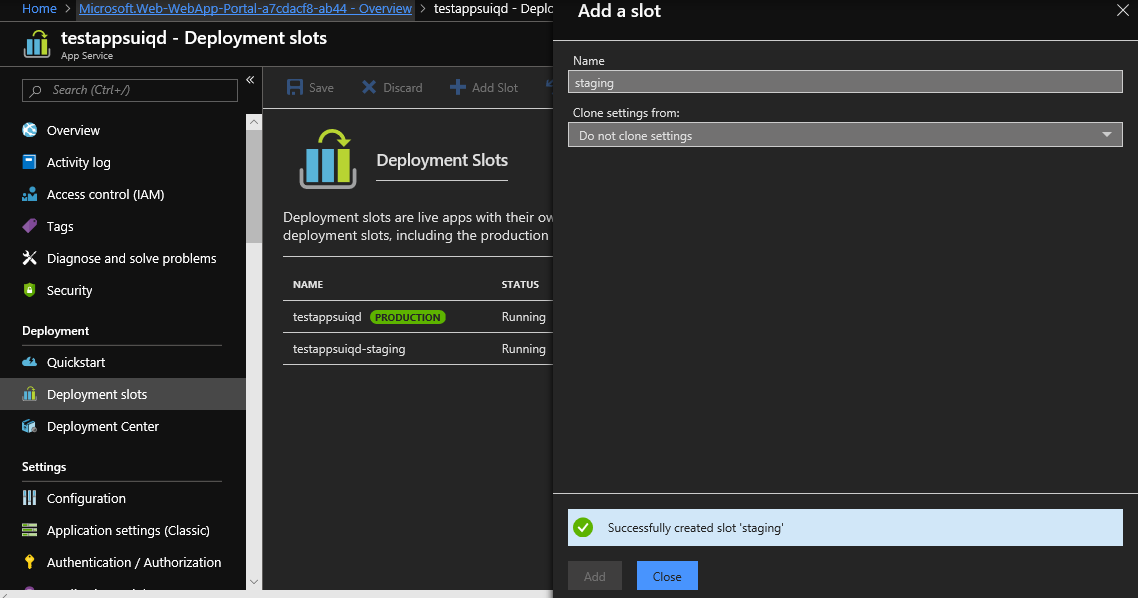 Home > Microsoft.Web-WebApp-Portal-a7cdacf8-ab44 - Overview > testappsuiqd - Deplo
testappsuiqd - Deployment slots
App Service
Search (Ctrl+/)
«
Overview
Activity log
Access control (IAM)
Tags
Diagnose and solve problems
Security
Deployment
Quickstart
Deployment slots
Deployment Center
Settings
Configuration
Application settings (Classic)
Authentication / Authorization
Save Discard Add Slot
Deployment Slots
Deployment slots are live apps with their ow
deployment slots, including the production
NAME STATUS
testappsuiqd PRODUCTION Running
testappsuiqd-staging Running
Add a slot
Name
staging
Clone settings from:
Do not clone settings
Successfully created slot 'staging'
Add Close